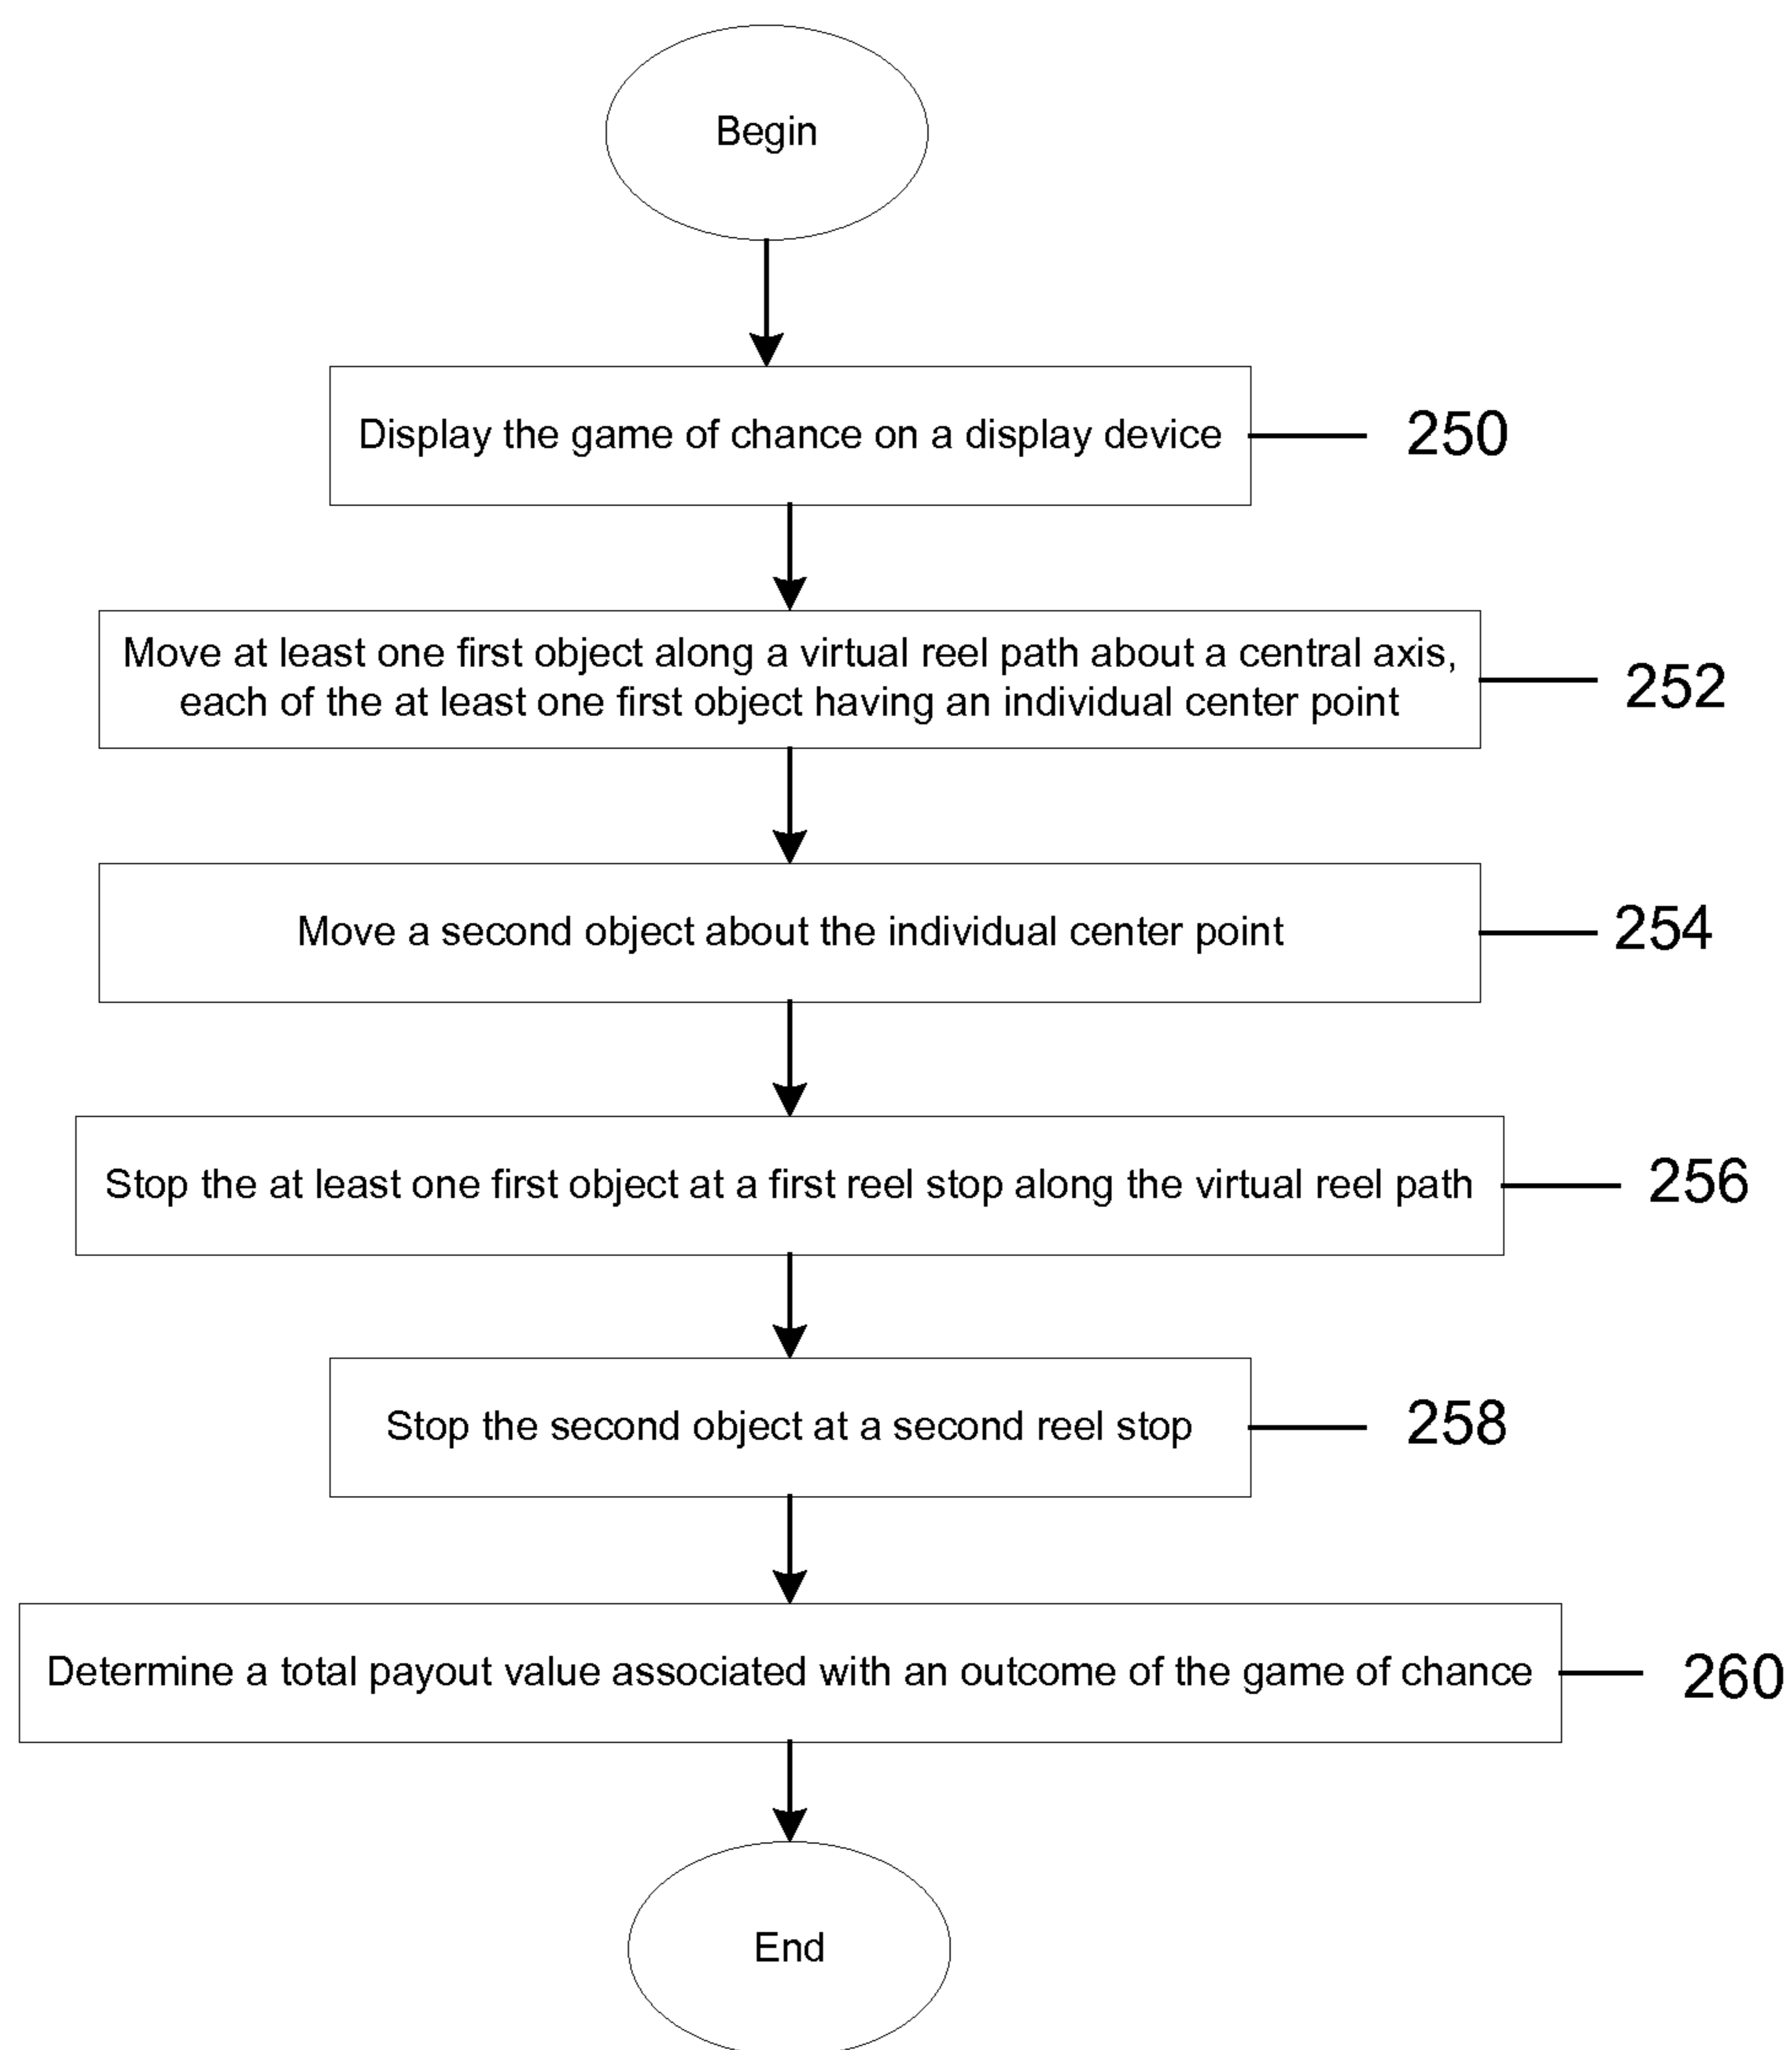 Begin
Display the game of chance on a display device
250
Move at least one first object along a virtual reel path about a central axis,
each of the at least one first object having an individual center point
252
Move a second object about the individual center point
254
Stop the at least one first object at a first reel stop along the virtual reel path
256
Stop the second object at a second reel stop
258
Determine a total payout value associated with an outcome of the game of chance
260
End